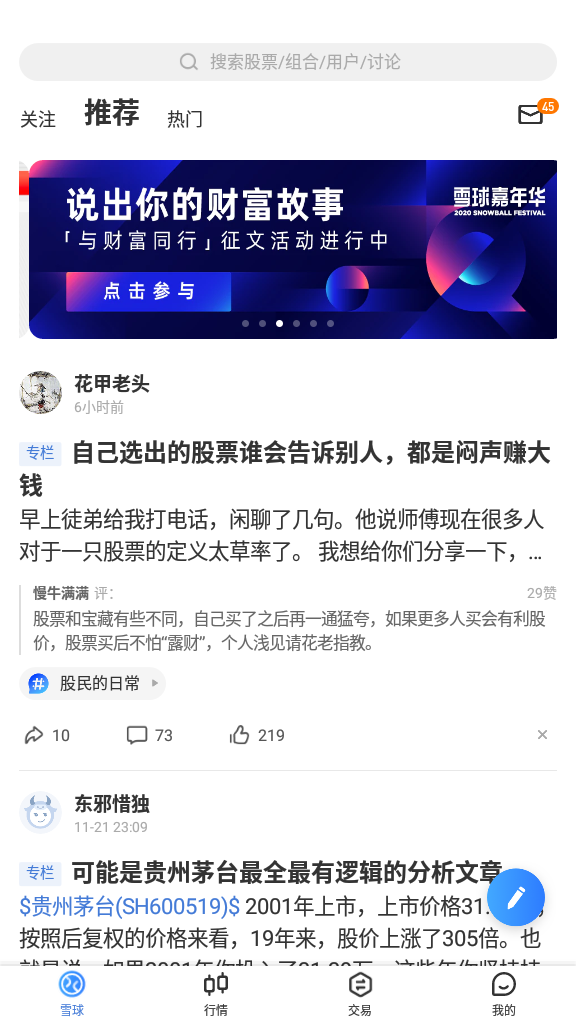 搜索股票/组合/用户/讨论
关注 推荐 热门
45
说出你的财富故事
「与财富同行」征文活动进行中
点击参与
雪球嘉年华
2020 SNOWBALL FESTIVAL
花甲老头
6小时前
专栏 自己选出的股票谁会告诉别人，都是闷声赚大
钱
早上徒弟给我打电话，闲聊了几句。他说师傅现在很多人
对于一只股票的定义太草率了。 我想给你们分享一下，...
慢牛满满 评： 29赞
股票和宝藏有些不同，自己买了之后再一通猛夸，如果更多人买会有利股
价，股票买后不怕“露财”，个人浅见请花老指教。
# 股民的日常
10 73 219
东邪惜独
11-21 23:09
专栏 可能是贵州茅台最全最有逻辑的分析文章
$贵州茅台(SH600519)$ 2001年上市，上市价格31.
按照后复权的价格来看，19年来，股价上涨了305倍。也
雪球 行情 交易 我的